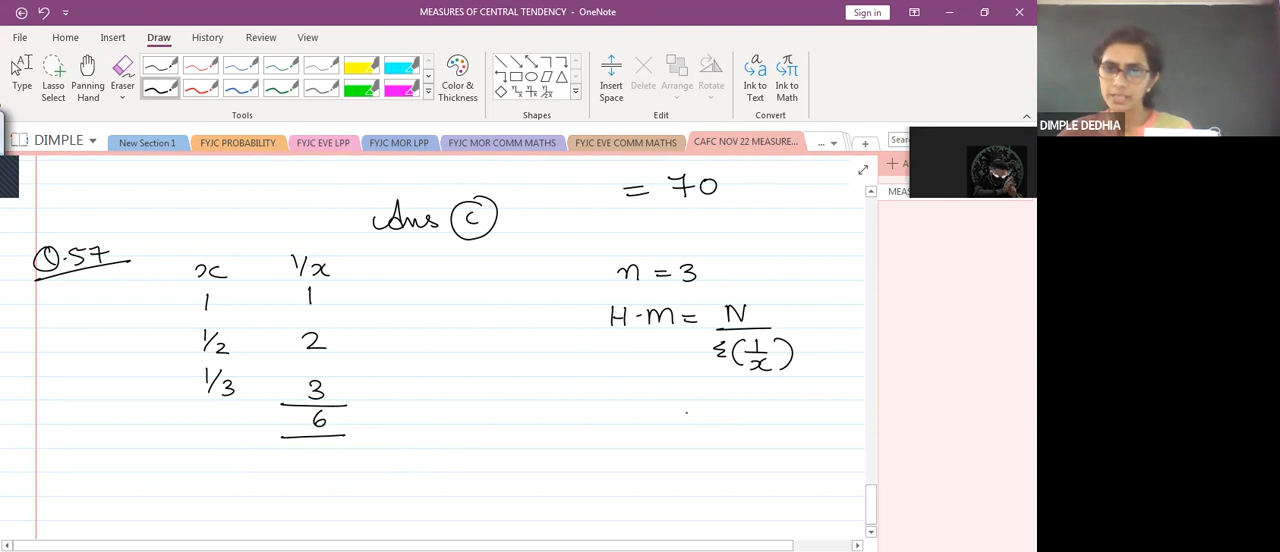 MEASURES OF CENTRAL TENDENCY - OneNote
Sign in
File Home Insert Draw History Review View
Type
Lasso Select
Panning Hand
Eraser
Color & Thickness
Insert Space
Delete
Arrange
Rotate
Ink to Text
Ink to Math
Tools
Shapes
Edit
Convert
DIMPLE DEDHIA
DIMPLE
New Section 1
FYJC PROBABILITY
FYJC EVE LPP
FYJC MOR LPP
FYJC MOR COMM MATHS
FYJC EVE COMM MATHS
CAFC NOV 22 MEASURE...
...
= 70
Ans (C)
Q.57
x 1/x
1 1
1/2 2
1/3 3
6
n = 3
H.M = N
Σ(1/x)